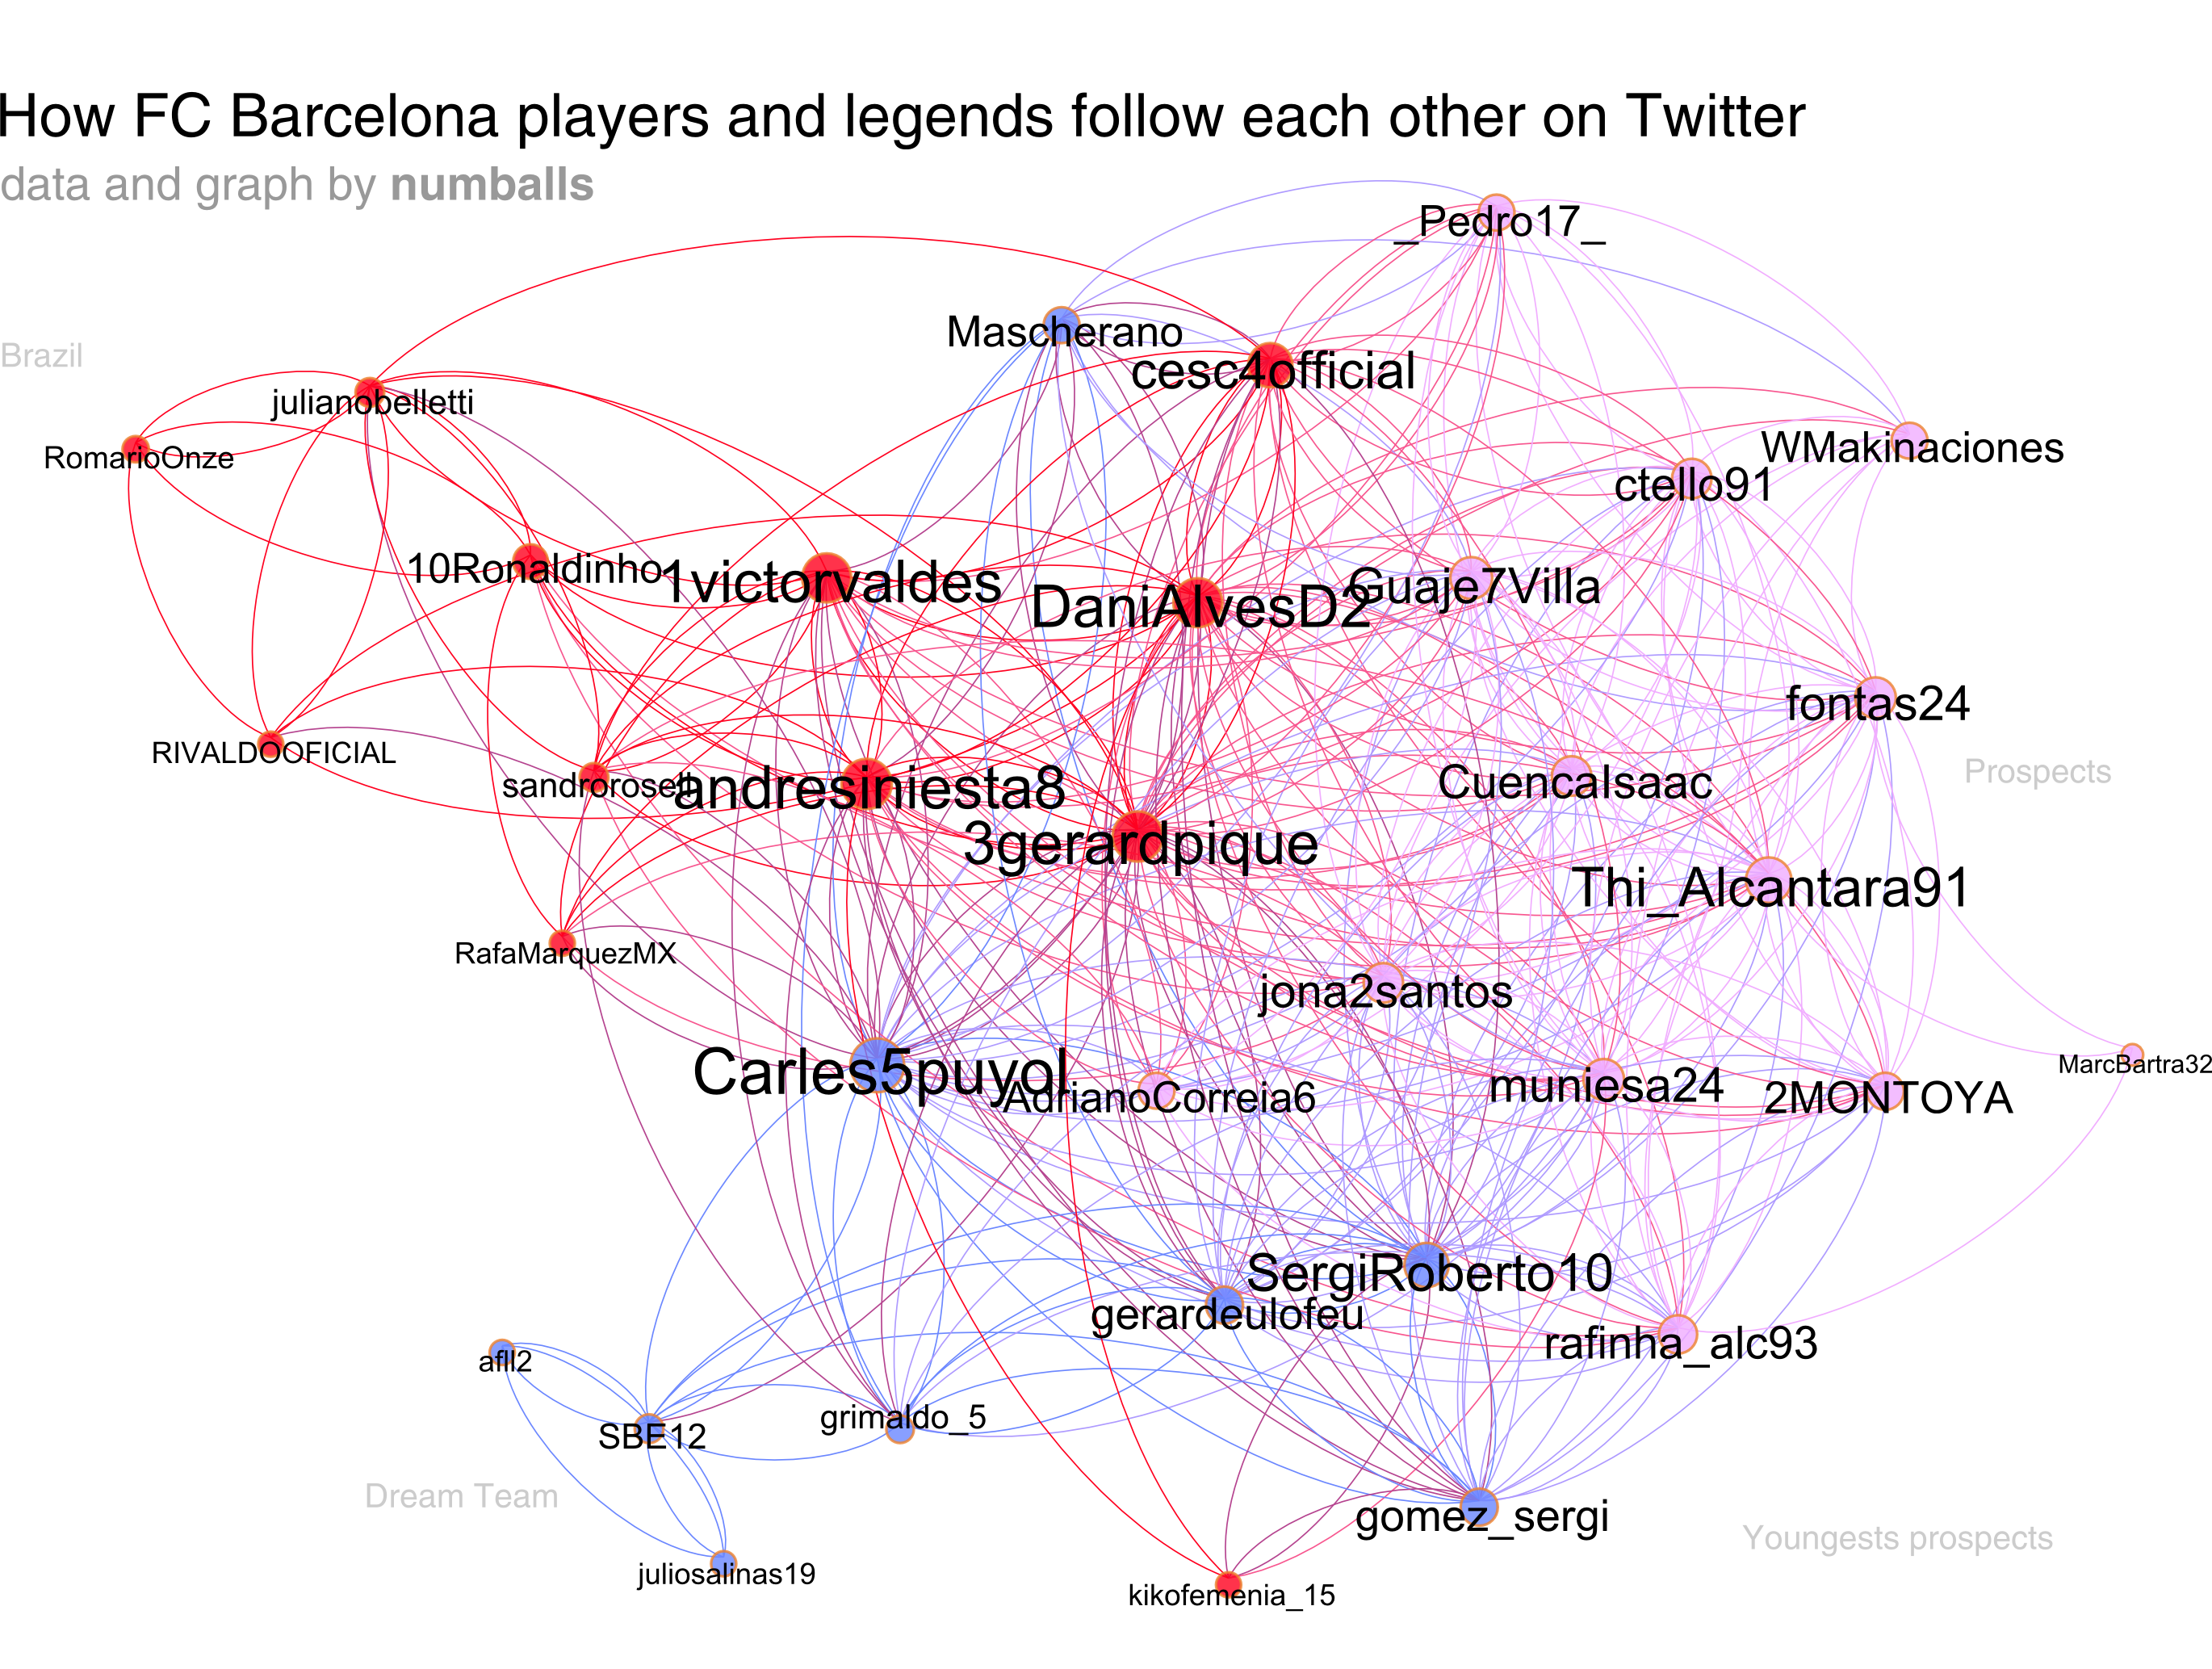 How FC Barcelona players and legends follow each other on Twitter
data and graph by numballs
_Pedro17_
Mascherano
Brazil
cesc4official
julianobelletti
WMakinaciones
RomarioOnze
ctello91
10Ronaldinho
1victorvaldes
DaniAlvesD2
Guaje7Villa
fontas24
RIVALDOOFICIAL
Prospects
sandrorosell
andresiniesta8
CuencaIsaac
3gerardpique
Thi_Alcantara91
RafaMarquezMX
jona2santos
MarcBartra32
Carles5puyol
AdrianoCorreia6
muniesa24
2MONTOYA
SergiRoberto10
gerardeulofeu
rafinha_alc93
afll2
grimaldo_5
SBE12
Dream Team
gomez_sergi
Youngests prospects
juliosalinas19
kikofemenia_15